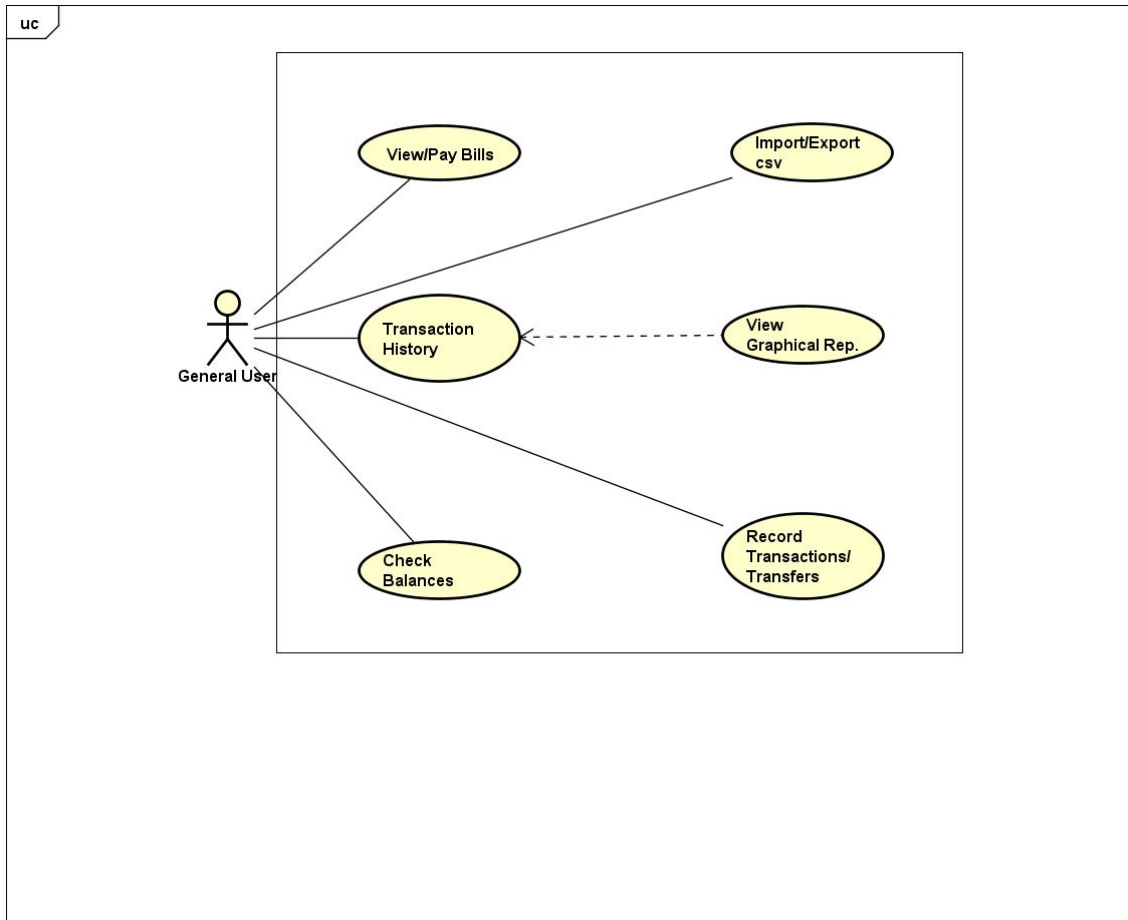 uc
View/Pay Bills
Import/Export
csv
Transaction
History
View
Graphical Rep.
General User
Check
Balances
Record
Transactions/
Transfers